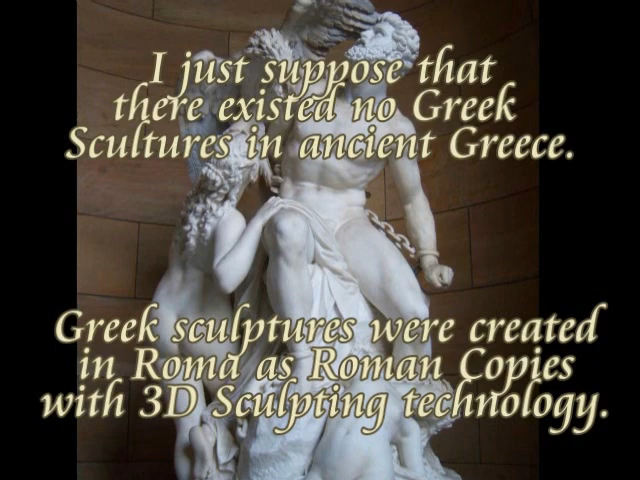 I just suppose that
there existed no Greek
Scultures in ancient Greece.
Greek sculptures were created
in Roma as Roman Copies
with 3D Sculpting technology.